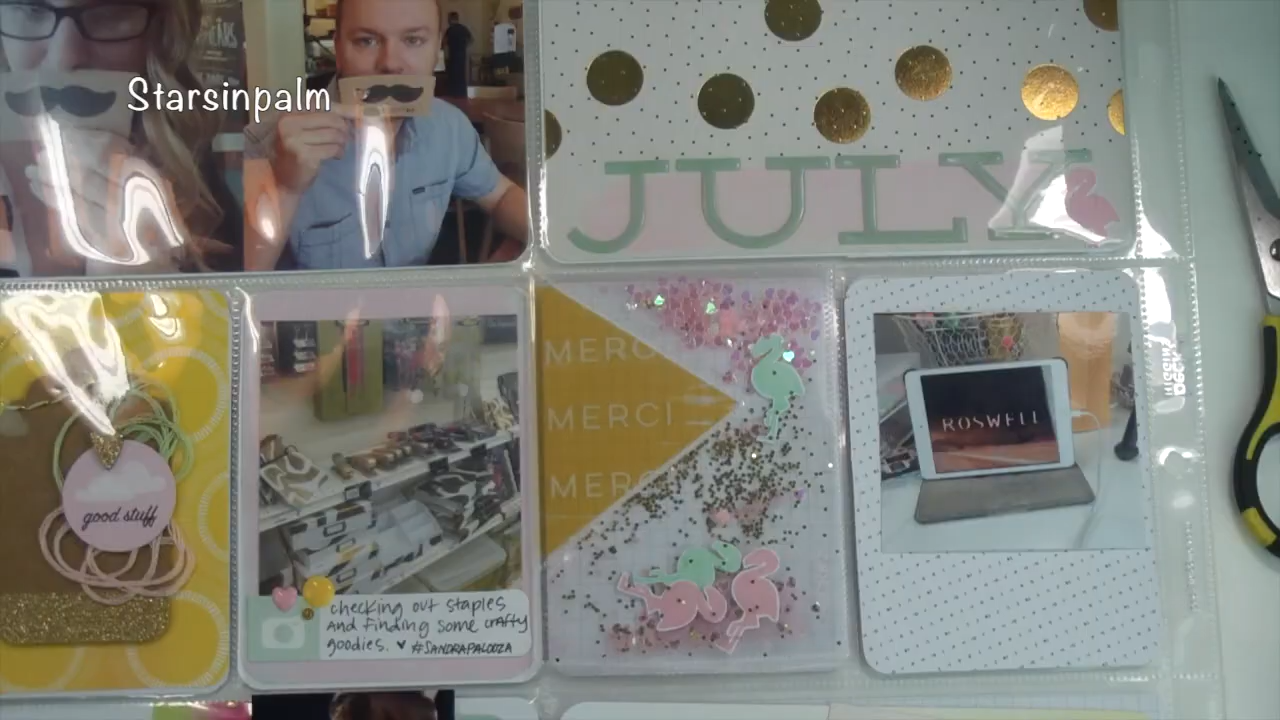 Starsinpalm
JULY
MERCI
MERCI
MERCI
ROSWELL
good stuff
checking out staples
and finding some crafty
goodies. ♥ #SANDRAPALOOZA